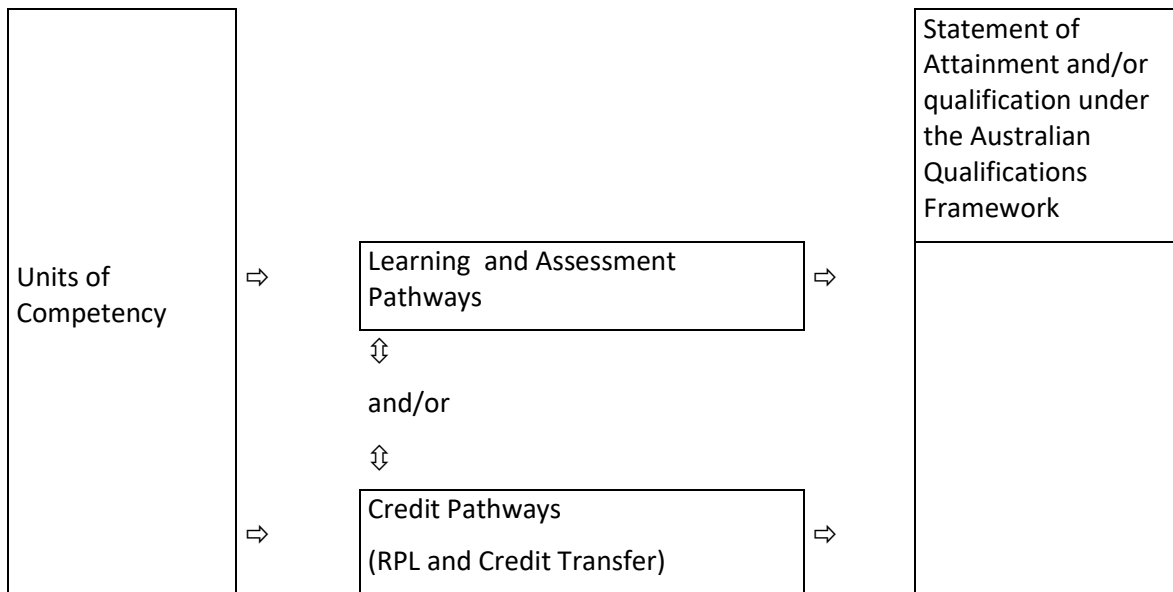 Statement of
Attainment and/or
qualification under
the Australian
Qualifications
Framework
Units of
Competency
⇨
Learning and Assessment
Pathways
⇨
⇳
and/or
⇳
⇨
Credit Pathways
(RPL and Credit Transfer)
⇨